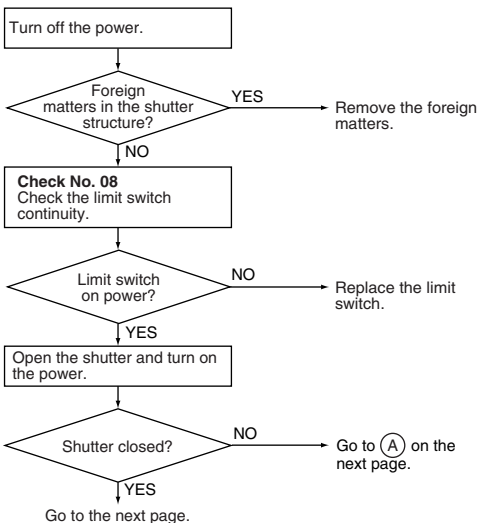 Turn off the power.
Foreign
matters in the shutter
structure?
YES
Remove the foreign
matters.
NO
Check No. 08
Check the limit switch
continuity.
Limit switch
on power?
NO
Replace the limit
switch.
YES
Open the shutter and turn on
the power.
Shutter closed?
NO
Go to A on the
next page.
YES
Go to the next page.